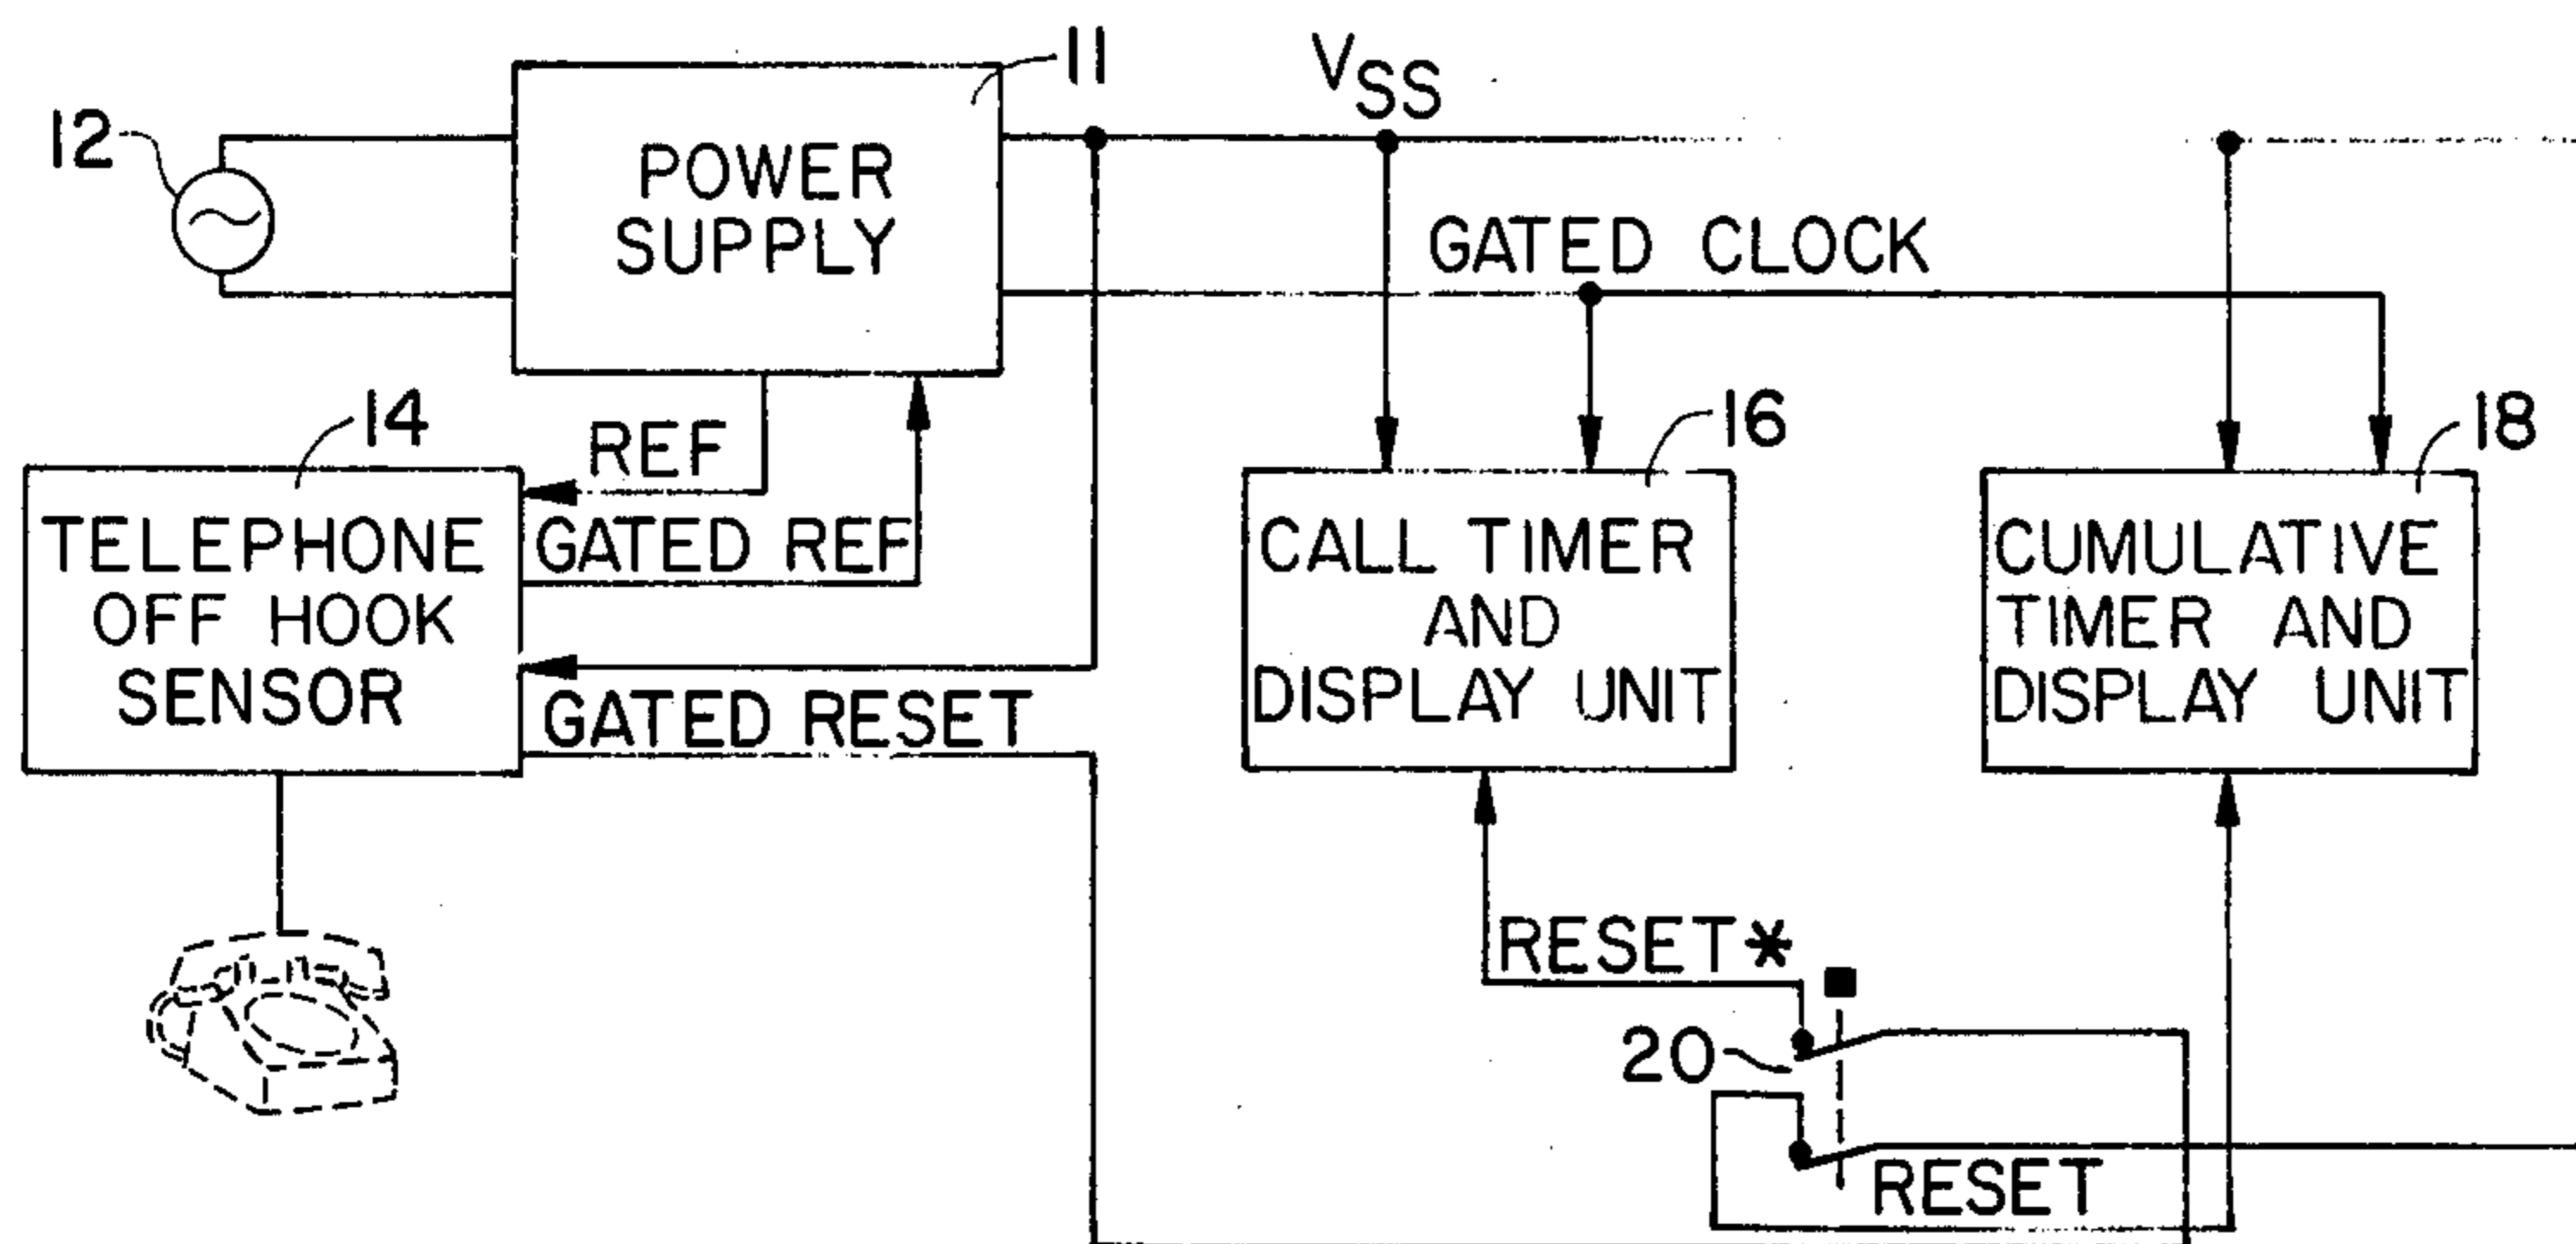 11
V_SS
12
POWER
SUPPLY
GATED CLOCK
14
REF
16
18
TELEPHONE
OFF HOOK
SENSOR
GATED REF
CALL TIMER
AND
DISPLAY UNIT
CUMULATIVE
TIMER AND
DISPLAY UNIT
GATED RESET
RESET*
20
RESET